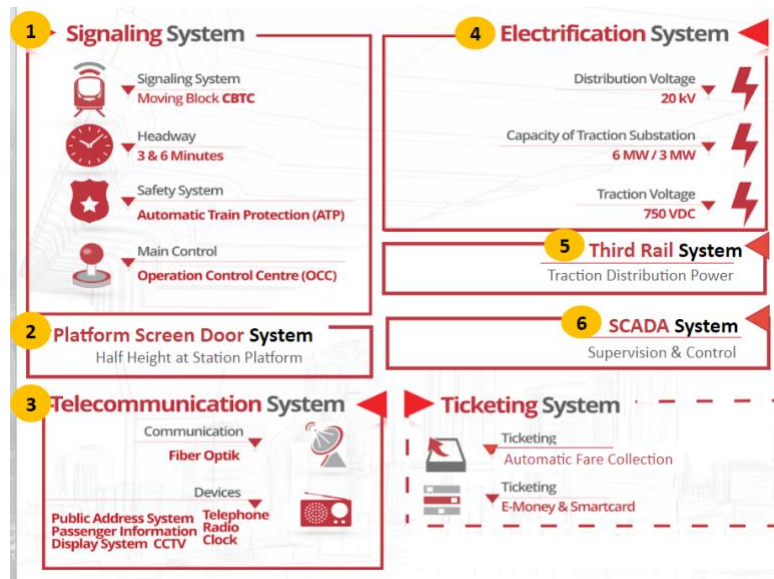 1
Signaling System
Signaling System
Moving Block CBTC
Headway
3 & 6 Minutes
Safety System
Automatic Train Protection (ATP)
Main Control
Operation Control Centre (OCC)
2
Platform Screen Door System
Half Height at Station Platform
3
Telecommunication System
Communication
Fiber Optik
Devices
Public Address System
Passenger Information
Display System CCTV
Telephone
Radio
Clock
4
Electrification System
Distribution Voltage
20 kV
Capacity of Traction Substation
6 MW / 3 MW
Traction Voltage
750 VDC
5
Third Rail System
Traction Distribution Power
6
SCADA System
Supervision & Control
Ticketing System
Ticketing
Automatic Fare Collection
Ticketing
E-Money & Smartcard